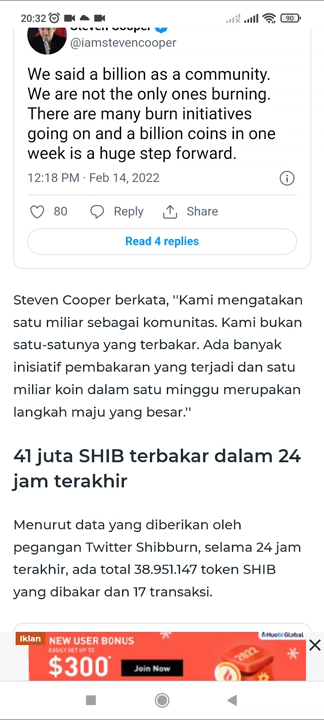 20:32
90
Steven Cooper
@iamstevencooper
We said a billion as a community.
We are not the only ones burning.
There are many burn initiatives
going on and a billion coins in one
week is a huge step forward.
12:18 PM · Feb 14, 2022
80 Reply Share
Read 4 replies
Steven Cooper berkata, "Kami mengatakan
satu miliar sebagai komunitas. Kami bukan
satu-satunya yang terbakar. Ada banyak
inisiatif pembakaran yang terjadi dan satu
miliar koin dalam satu minggu merupakan
langkah maju yang besar."
41 juta SHIB terbakar dalam 24
jam terakhir
Menurut data yang diberikan oleh
pegangan Twitter Shibburn, selama 24 jam
terakhir, ada total 38.951.147 token SHIB
yang dibakar dan 17 transaksi.
Iklan
NEW USER BONUS
EASILY GET UP TO
$300
Join Now
Huobi Global
2022